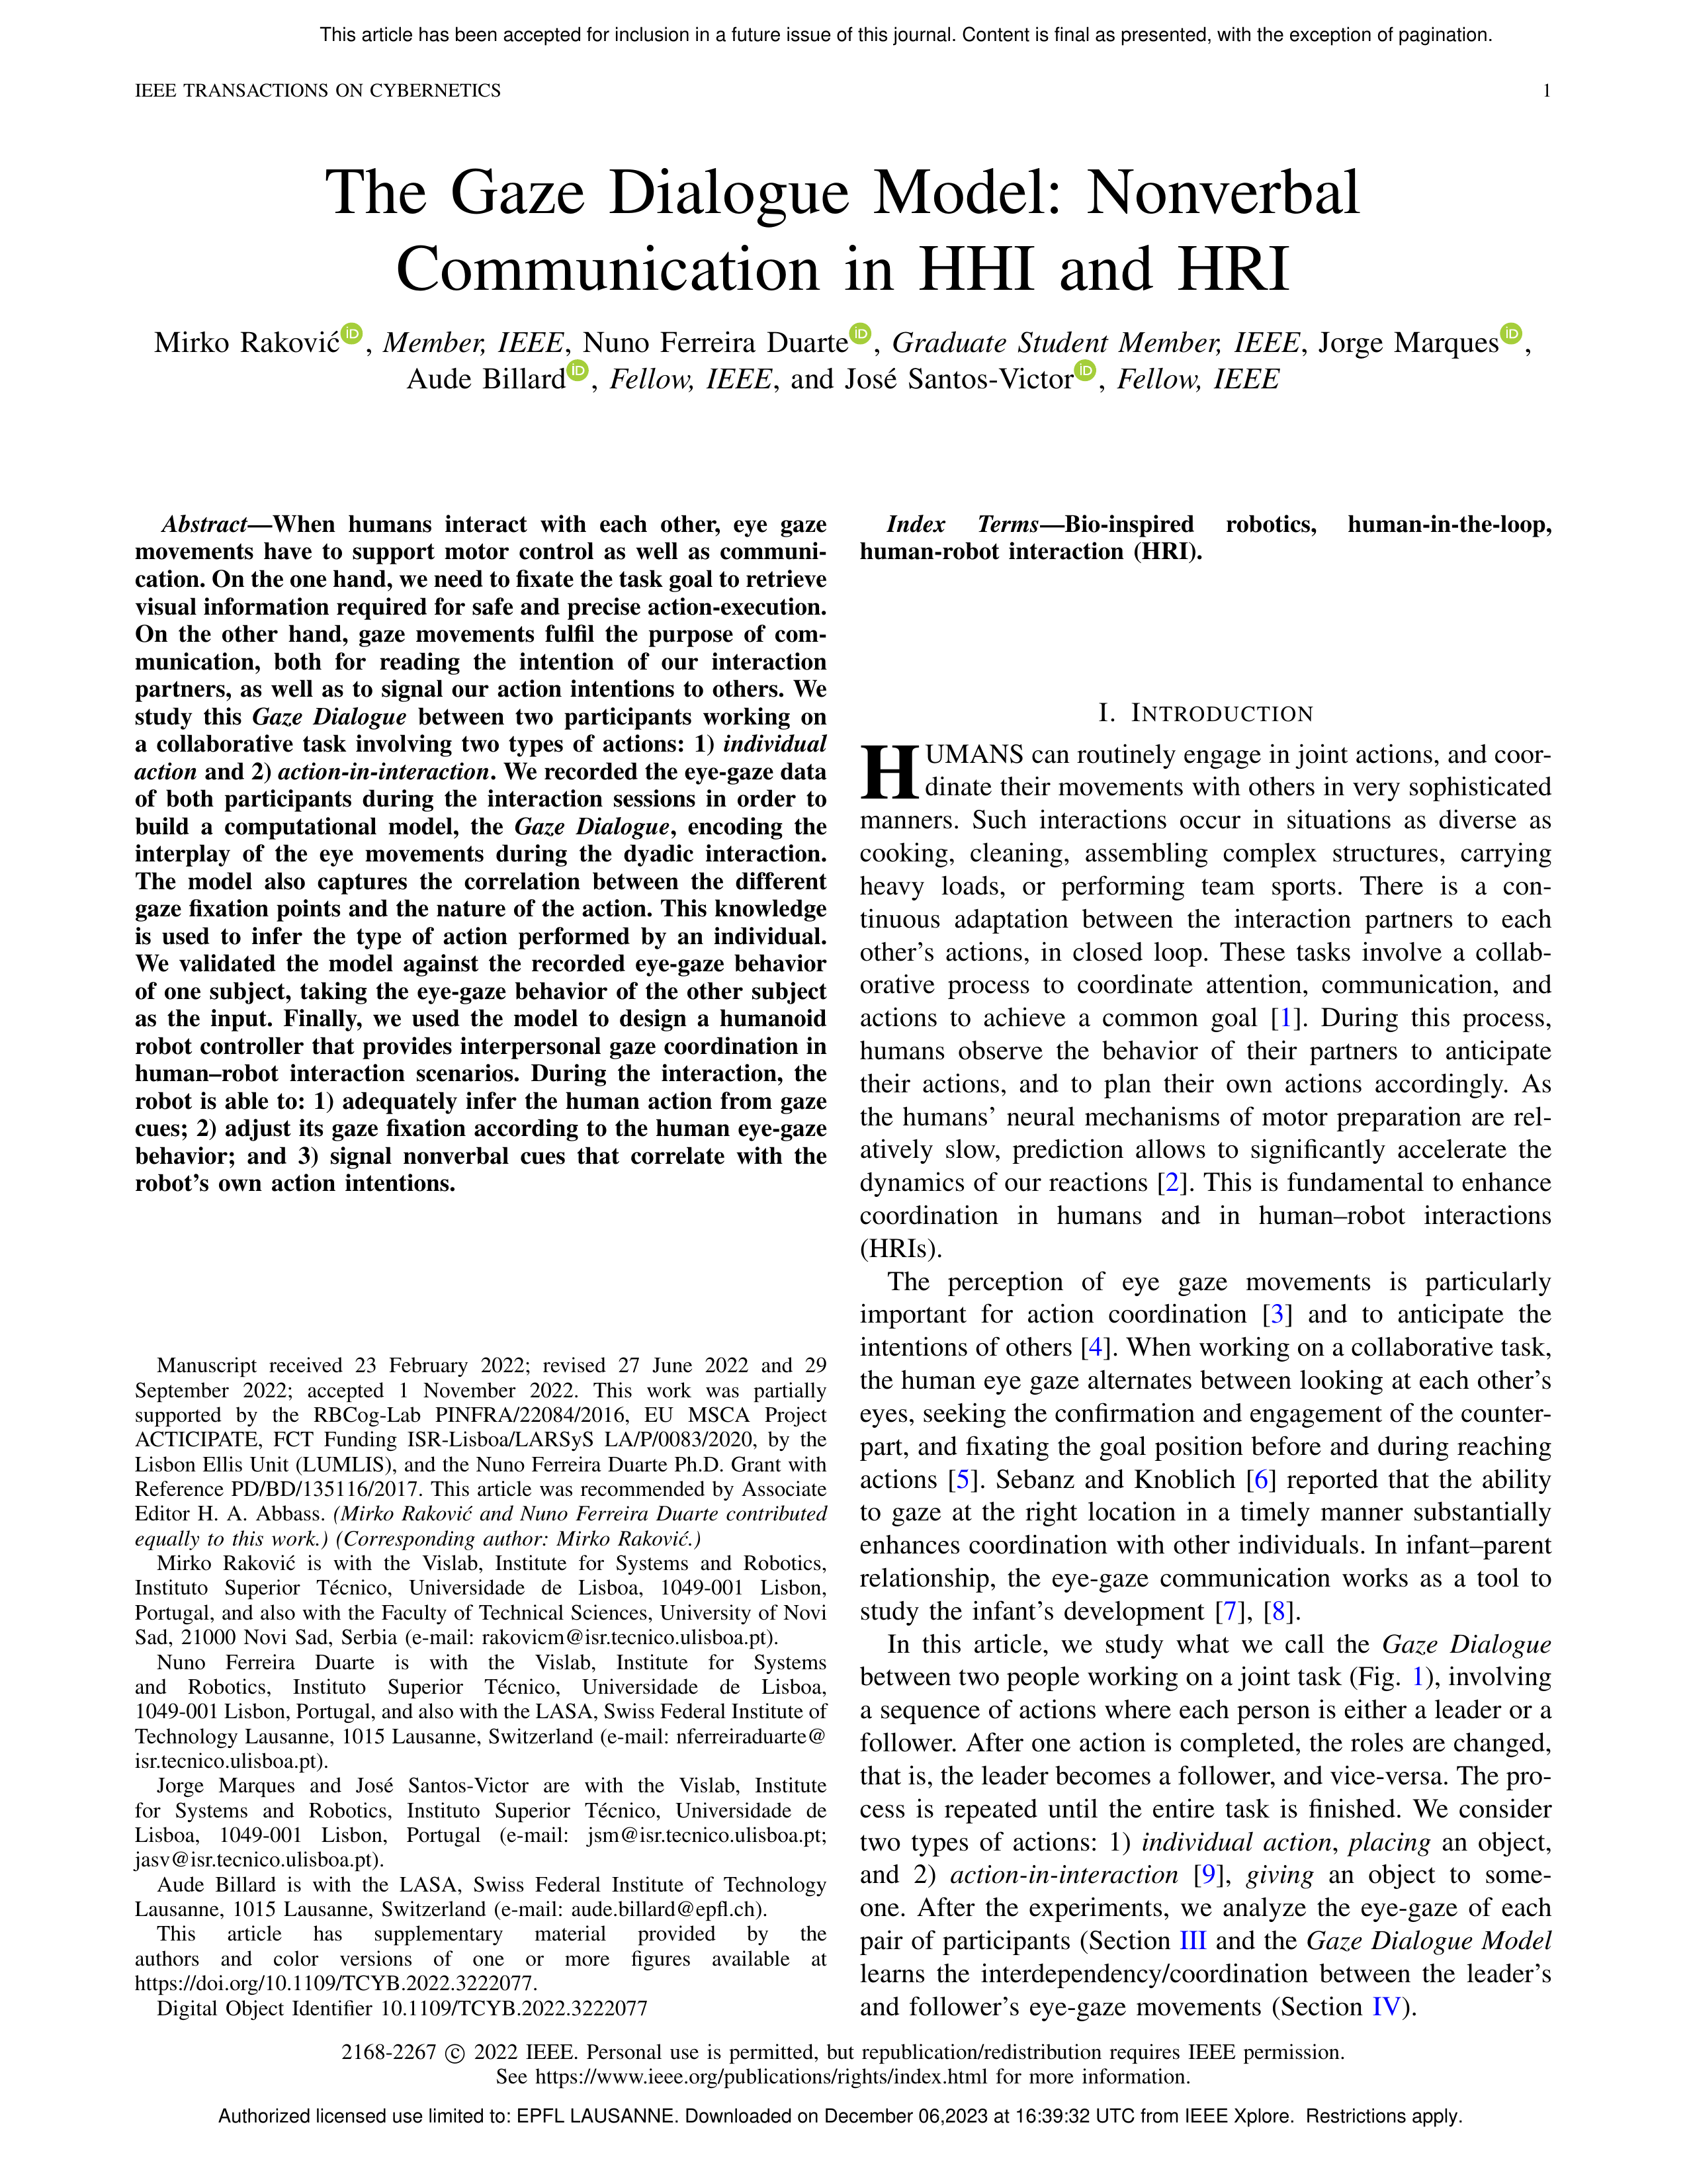 This article has been accepted for inclusion in a future issue of this journal. Content is final as presented, with the exception of pagination.
IEEE TRANSACTIONS ON CYBERNETICS 1
The Gaze Dialogue Model: Nonverbal
Communication in HHI and HRI
Mirko Raković iD, Member, IEEE, Nuno Ferreira Duarte iD, Graduate Student Member, IEEE, Jorge Marques iD,
Aude Billard iD, Fellow, IEEE, and José Santos-Victor iD, Fellow, IEEE
Abstract—When humans interact with each other, eye gaze
movements have to support motor control as well as communi-
cation. On the one hand, we need to fixate the task goal to retrieve
visual information required for safe and precise action-execution.
On the other hand, gaze movements fulfil the purpose of com-
munication, both for reading the intention of our interaction
partners, as well as to signal our action intentions to others. We
study this Gaze Dialogue between two participants working on
a collaborative task involving two types of actions: 1) individual
action and 2) action-in-interaction. We recorded the eye-gaze data
of both participants during the interaction sessions in order to
build a computational model, the Gaze Dialogue, encoding the
interplay of the eye movements during the dyadic interaction.
The model also captures the correlation between the different
gaze fixation points and the nature of the action. This knowledge
is used to infer the type of action performed by an individual.
We validated the model against the recorded eye-gaze behavior
of one subject, taking the eye-gaze behavior of the other subject
as the input. Finally, we used the model to design a humanoid
robot controller that provides interpersonal gaze coordination in
human–robot interaction scenarios. During the interaction, the
robot is able to: 1) adequately infer the human action from gaze
cues; 2) adjust its gaze fixation according to the human eye-gaze
behavior; and 3) signal nonverbal cues that correlate with the
robot's own action intentions.
Manuscript received 23 February 2022; revised 27 June 2022 and 29
September 2022; accepted 1 November 2022. This work was partially
supported by the RBCog-Lab PINFRA/22084/2016, EU MSCA Project
ACTICIPATE, FCT Funding ISR-Lisboa/LARSyS LA/P/0083/2020, by the
Lisbon Ellis Unit (LUMLIS), and the Nuno Ferreira Duarte Ph.D. Grant with
Reference PD/BD/135116/2017. This article was recommended by Associate
Editor H. A. Abbass. (Mirko Raković and Nuno Ferreira Duarte contributed
equally to this work.) (Corresponding author: Mirko Raković.)
Mirko Raković is with the Vislab, Institute for Systems and Robotics,
Instituto Superior Técnico, Universidade de Lisboa, 1049-001 Lisbon,
Portugal, and also with the Faculty of Technical Sciences, University of Novi
Sad, 21000 Novi Sad, Serbia (e-mail: rakovicm@isr.tecnico.ulisboa.pt).
Nuno Ferreira Duarte is with the Vislab, Institute for Systems
and Robotics, Instituto Superior Técnico, Universidade de Lisboa,
1049-001 Lisbon, Portugal, and also with the LASA, Swiss Federal Institute of
Technology Lausanne, 1015 Lausanne, Switzerland (e-mail: nferreiraduarte@
isr.tecnico.ulisboa.pt).
Jorge Marques and José Santos-Victor are with the Vislab, Institute
for Systems and Robotics, Instituto Superior Técnico, Universidade de
Lisboa, 1049-001 Lisbon, Portugal (e-mail: jsm@isr.tecnico.ulisboa.pt;
jasv@isr.tecnico.ulisboa.pt).
Aude Billard is with the LASA, Swiss Federal Institute of Technology
Lausanne, 1015 Lausanne, Switzerland (e-mail: aude.billard@epfl.ch).
This article has supplementary material provided by the
authors and color versions of one or more figures available at
https://doi.org/10.1109/TCYB.2022.3222077.
Digital Object Identifier 10.1109/TCYB.2022.3222077
Index Terms—Bio-inspired robotics, human-in-the-loop,
human-robot interaction (HRI).
I. INTRODUCTION
HUMANS can routinely engage in joint actions, and coor-
dinate their movements with others in very sophisticated
manners. Such interactions occur in situations as diverse as
cooking, cleaning, assembling complex structures, carrying
heavy loads, or performing team sports. There is a con-
tinuous adaptation between the interaction partners to each
other's actions, in closed loop. These tasks involve a collab-
orative process to coordinate attention, communication, and
actions to achieve a common goal [1]. During this process,
humans observe the behavior of their partners to anticipate
their actions, and to plan their own actions accordingly. As
the humans' neural mechanisms of motor preparation are rel-
atively slow, prediction allows to significantly accelerate the
dynamics of our reactions [2]. This is fundamental to enhance
coordination in humans and in human–robot interactions
(HRIs).
The perception of eye gaze movements is particularly
important for action coordination [3] and to anticipate the
intentions of others [4]. When working on a collaborative task,
the human eye gaze alternates between looking at each other's
eyes, seeking the confirmation and engagement of the counter-
part, and fixating the goal position before and during reaching
actions [5]. Sebanz and Knoblich [6] reported that the ability
to gaze at the right location in a timely manner substantially
enhances coordination with other individuals. In infant–parent
relationship, the eye-gaze communication works as a tool to
study the infant's development [7], [8].
In this article, we study what we call the Gaze Dialogue
between two people working on a joint task (Fig. 1), involving
a sequence of actions where each person is either a leader or a
follower. After one action is completed, the roles are changed,
that is, the leader becomes a follower, and vice-versa. The pro-
cess is repeated until the entire task is finished. We consider
two types of actions: 1) individual action, placing an object,
and 2) action-in-interaction [9], giving an object to some-
one. After the experiments, we analyze the eye-gaze of each
pair of participants (Section III and the Gaze Dialogue Model
learns the interdependency/coordination between the leader's
and follower's eye-gaze movements (Section IV).
2168-2267 © 2022 IEEE. Personal use is permitted, but republication/redistribution requires IEEE permission.
See https://www.ieee.org/publications/rights/index.html for more information.
Authorized licensed use limited to: EPFL LAUSANNE. Downloaded on December 06,2023 at 16:39:32 UTC from IEEE Xplore. Restrictions apply.